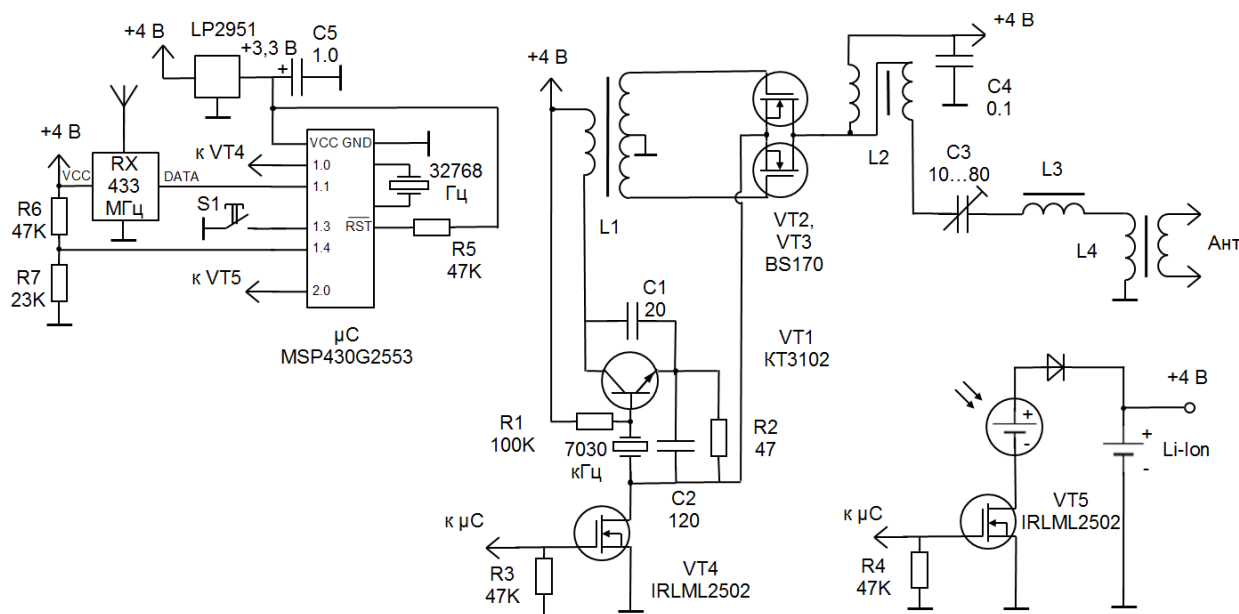 +4 В
LP2951
+3,3 В
+
C5
1.0
+4 В
VCC
RX
433
МГц
DATA
R6
47K
R7
23K
к VT4
S1
к VT5
VCC GND
1.0
1.1
1.3
RST
1.4
2.0
32768
Гц
R5
47K
µC
MSP430G2553
+4 В
L1
C1
20
VT1
КТ3102
R1
100K
7030
кГц
R2
47
C2
120
к µC
R3
47K
VT4
IRLML2502
VT2,
VT3
BS170
+4 В
C4
0.1
L2
C3
10...80
L3
L4
Ант
+4 В
+
-
+
-
Li-Ion
VT5
IRLML2502
к µC
R4
47K